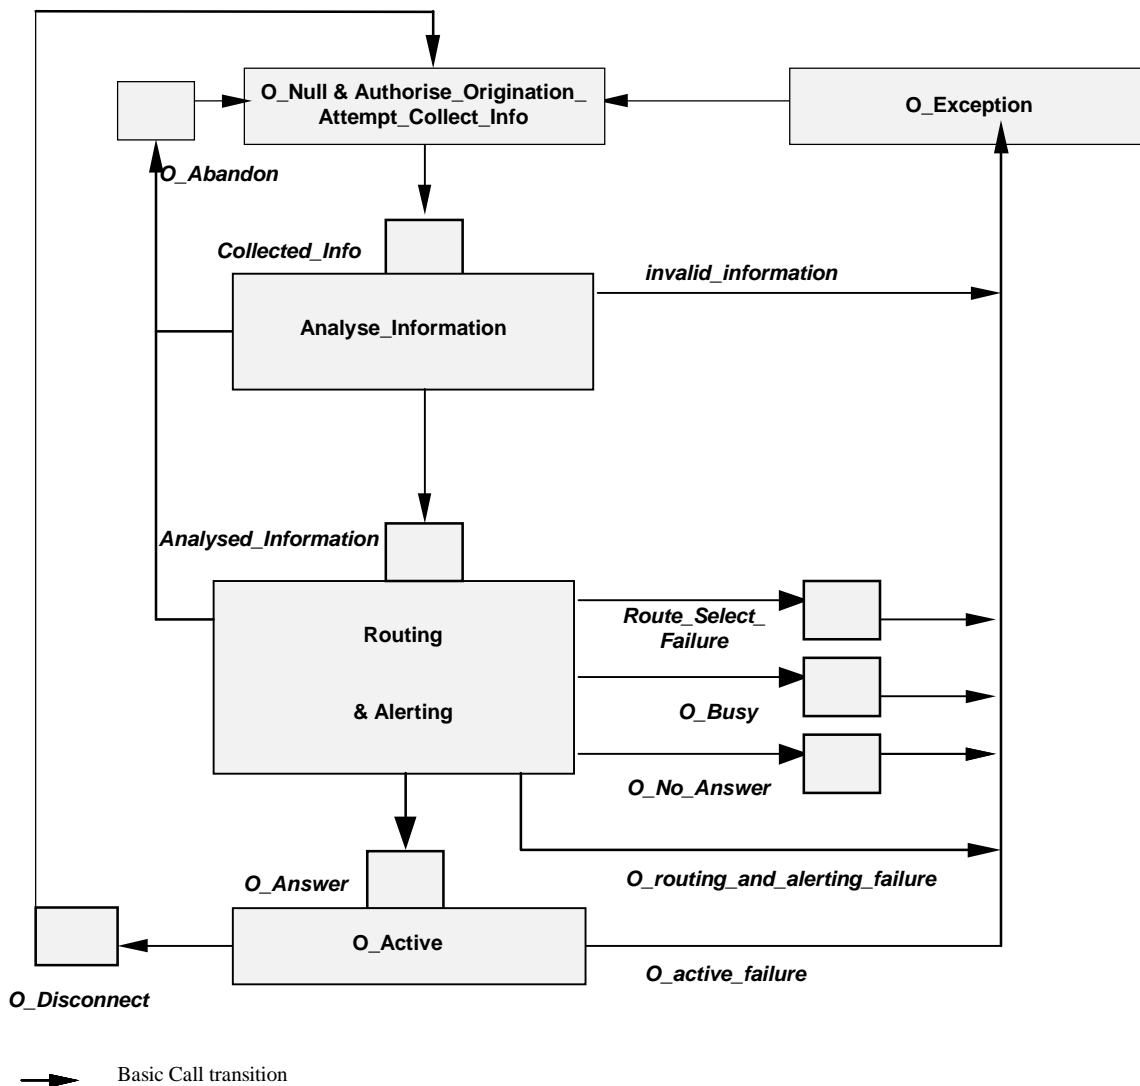 O_Null & Authorise_Origination_
Attempt_Collect_Info
O_Exception
O_Abandon
Collected_Info
invalid_information
Analyse_Information
Analysed_Information
Route_Select_
Failure
Routing
& Alerting
O_Busy
O_No_Answer
O_routing_and_alerting_failure
O_Answer
O_Active
O_active_failure
O_Disconnect
Basic Call transition